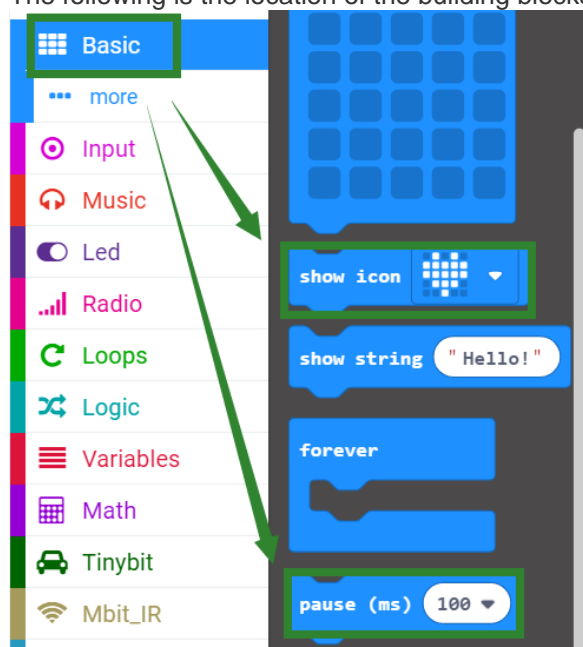 The following is the location of the building blocks
Basic
more
Input
Music
Led
Radio
Loops
Logic
Variables
Math
Tinybit
Mbit_IR
show icon
show string "Hello!"
forever
pause (ms) 100